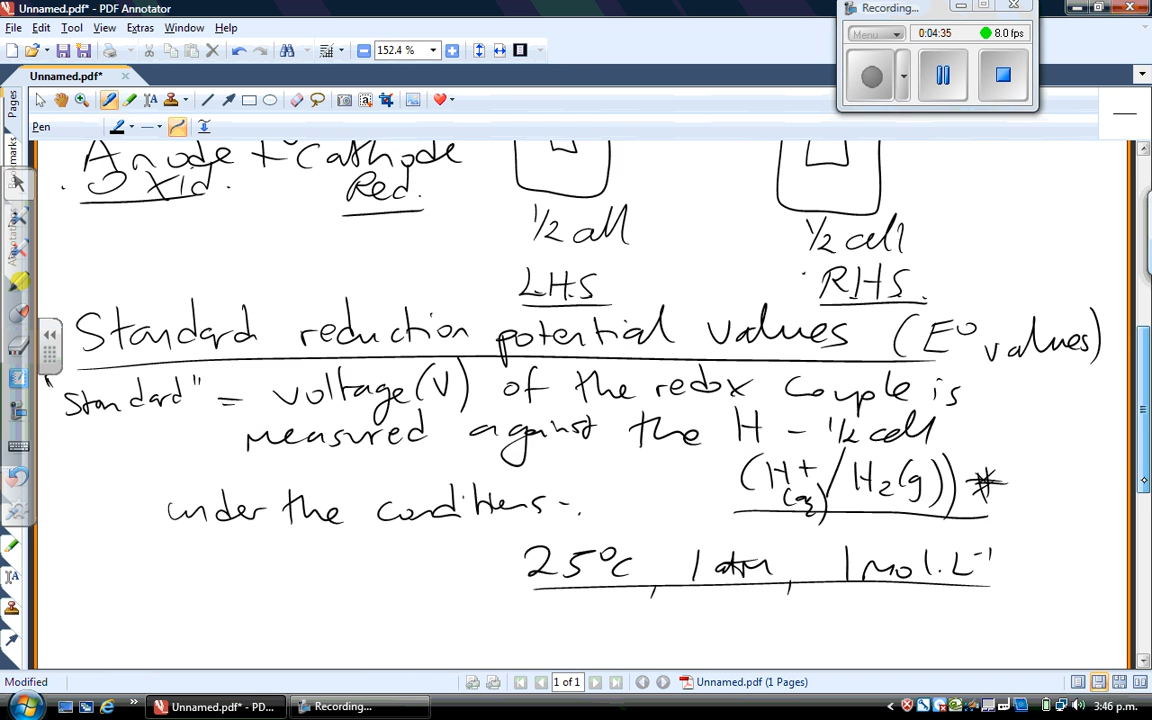 Unnamed.pdf* - PDF Annotator
Recording...
File Edit Tool View Extras Window Help
Menu 0:04:35 8.0 fps
152.4 %
Unnamed.pdf*
Pen
Pages
Bookmarks
Anode + Cathode
Oxid. Red.
1/2 cell 1/2 cell
LHS RHS.
Standard reduction potential values (E° values)
"Standard" = voltage (V) of the redox couple is
measured against the H - 1/2 cell
(H+(aq)/H2(g)) *
under the conditions -.
25°C, 1 atm, 1 mol.L-1
Modified 1 of 1 Unnamed.pdf (1 Pages)
Unnamed.pdf* - PD... Recording... 3:46 p.m.